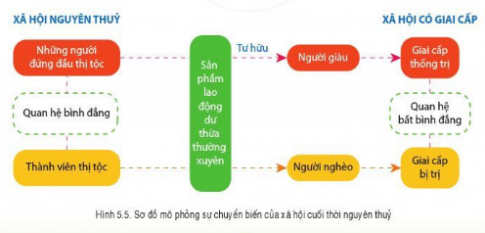 XÃ HỘI NGUYÊN THUỶ
XÃ HỘI CÓ GIAI CẤP
Những người
đứng đầu thị tộc
Quan hệ bình đẳng
Thành viên thị tộc
Sản
phẩm
lao
động
dư
thừa
thường
xuyên
Tư hữu
Người giàu
Người nghèo
Giai cấp
thống trị
Quan hệ
bất bình đẳng
Giai cấp
bị trị
Hình 5.5. Sơ đồ mô phỏng sự chuyển biến của xã hội cuối thời nguyên thuỷ